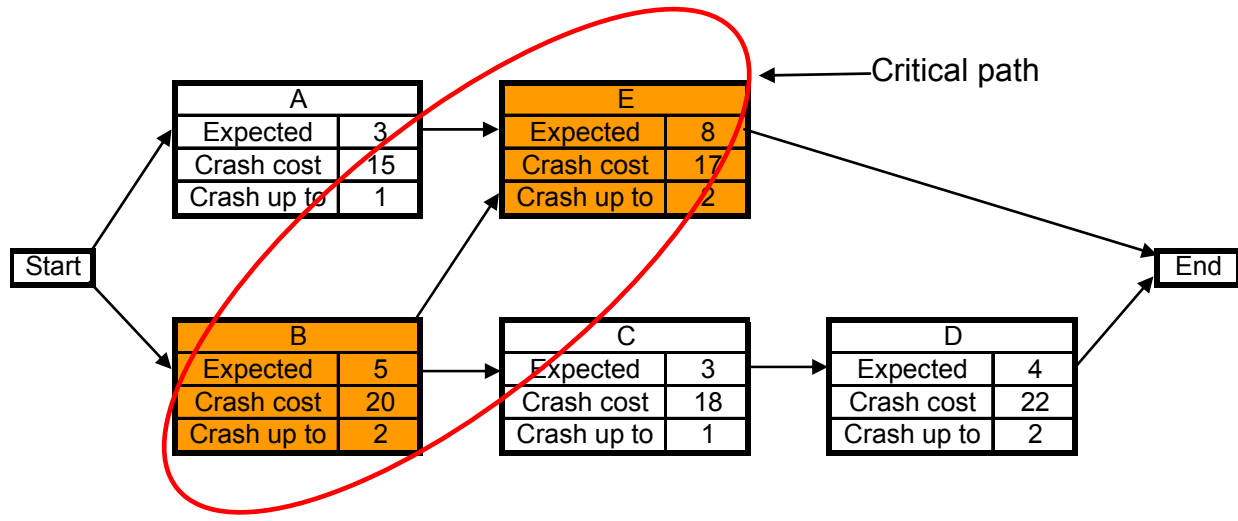 Critical path
A
Expected 3
Crash cost 15
Crash up to 1
E
Expected 8
Crash cost 17
Crash up to 2
Start
End
B
Expected 5
Crash cost 20
Crash up to 2
C
Expected 3
Crash cost 18
Crash up to 1
D
Expected 4
Crash cost 22
Crash up to 2